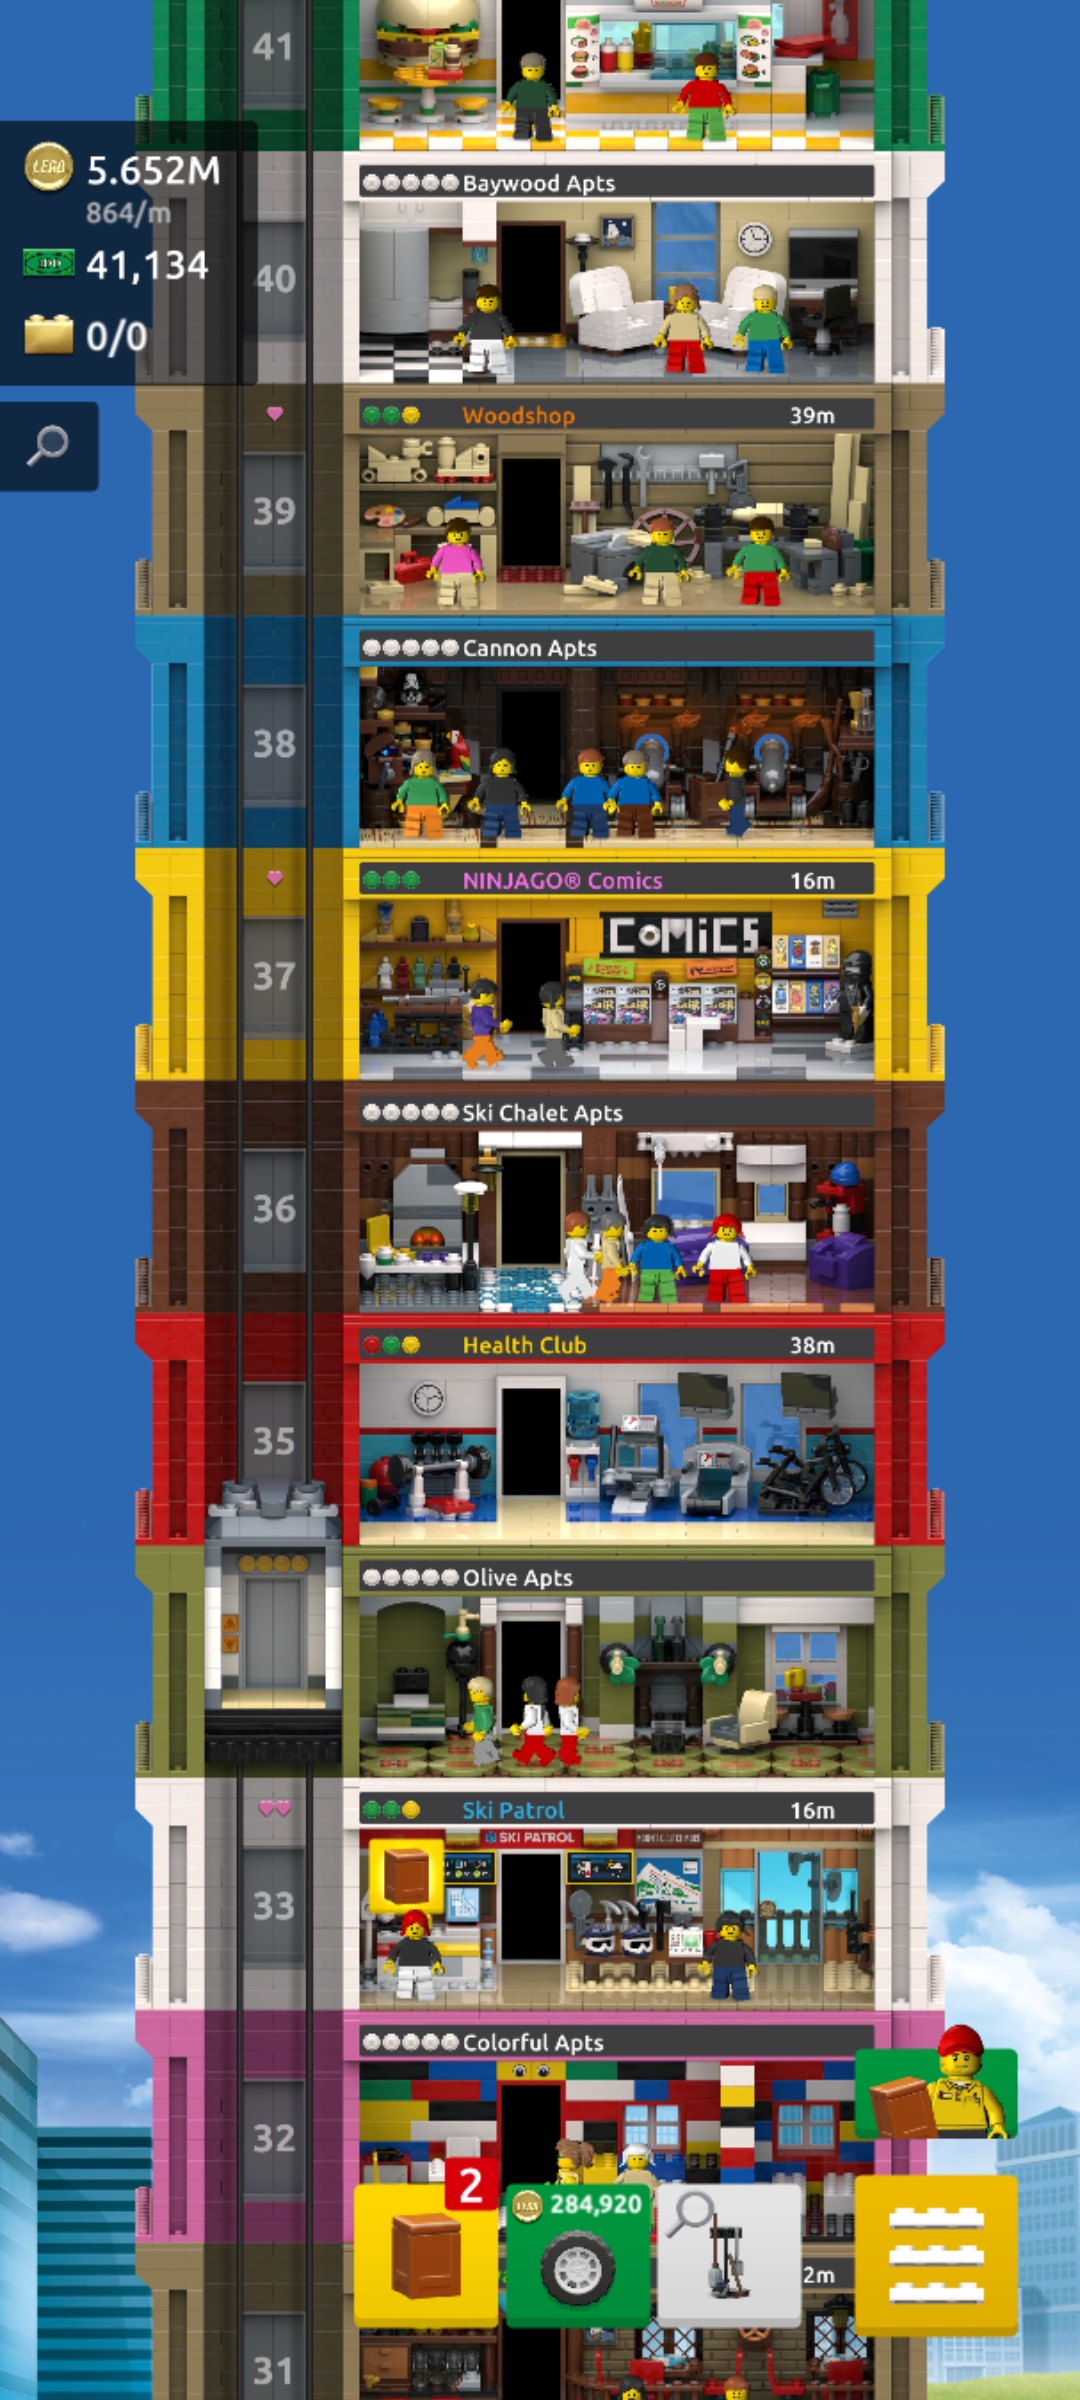 41
LEGO 5.652M
864/m
41,134
0/0
Baywood Apts
40
Woodshop 39m
39
Cannon Apts
38
NINJAGO® Comics 16m
COMiCS
37
Ski Chalet Apts
36
Health Club 38m
35
Olive Apts
Ski Patrol 16m
SKI PATROL
33
Colorful Apts
32
2
284,920
2m
31